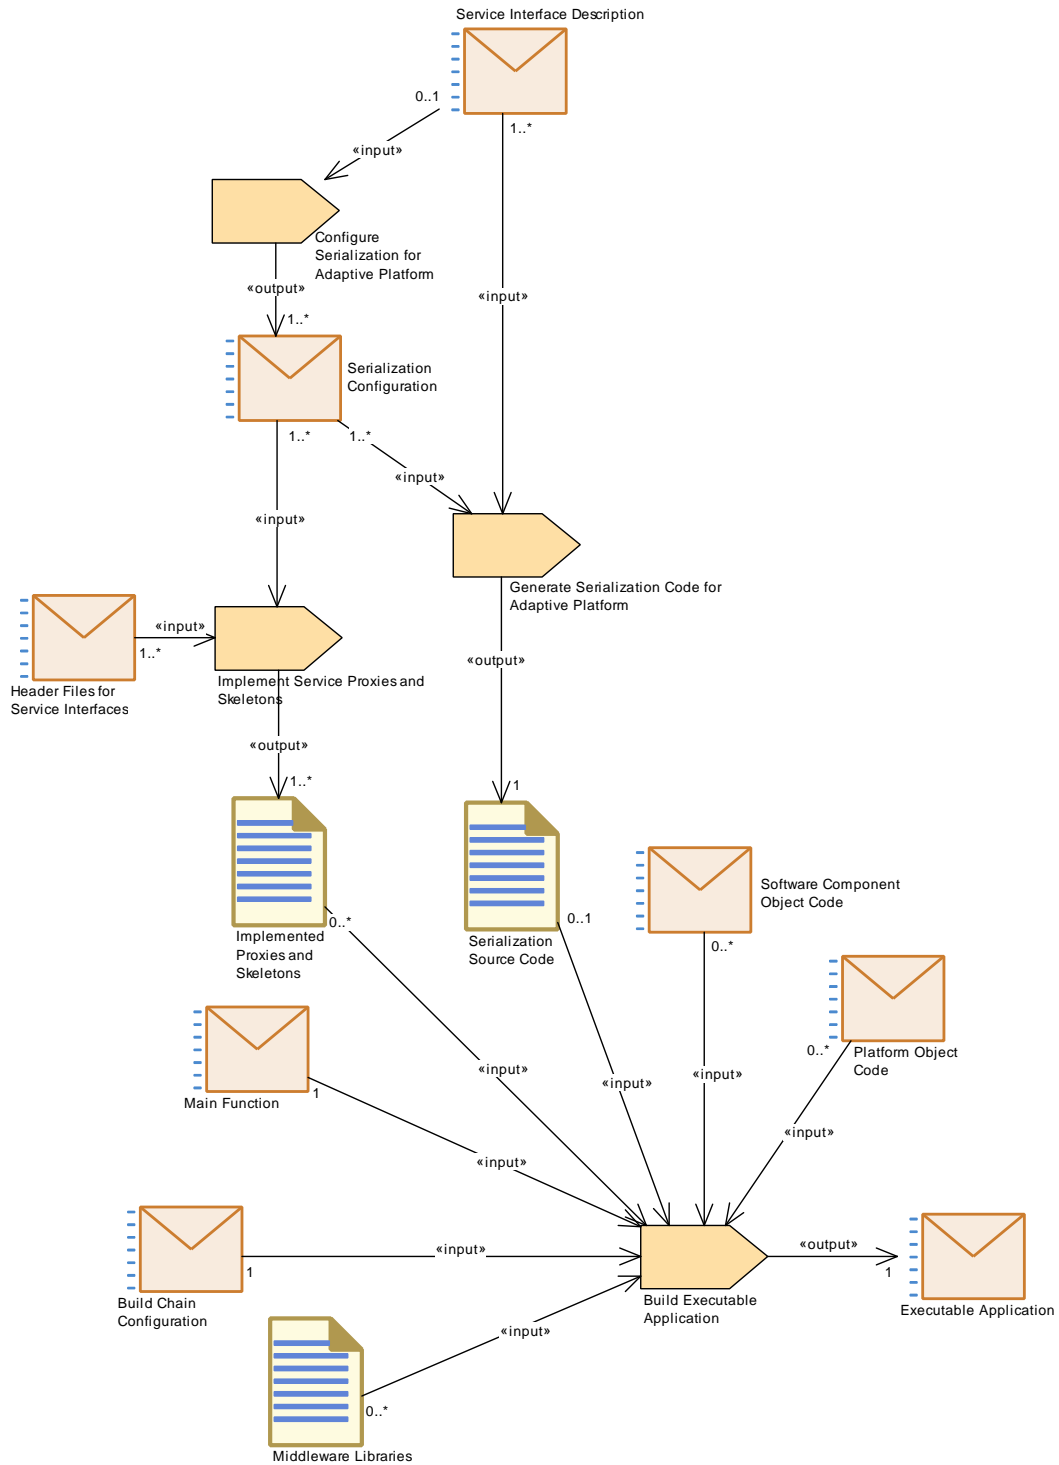 Service Interface Description
0..1
1..*
«input»
Configure
Serialization for
Adaptive Platform
«output»
«input»
1..*
Serialization
Configuration
1..*
1..*
«input»
«input»
Generate Serialization Code for
Adaptive Platform
«input»
1..*
Header Files for
Service Interfaces
Implement Service Proxies and
Skeletons
«output»
«output»
1..*
1
0..*
0..1
Implemented
Proxies and
Skeletons
Serialization
Source Code
Software Component
Object Code
0..*
0..*
Platform Object
Code
Main Function
1
«input»
«input»
«input»
«input»
«input»
Build Chain
Configuration
1
«input»
Build Executable
Application
«output»
1
Executable Application
«input»
0..*
Middleware Libraries